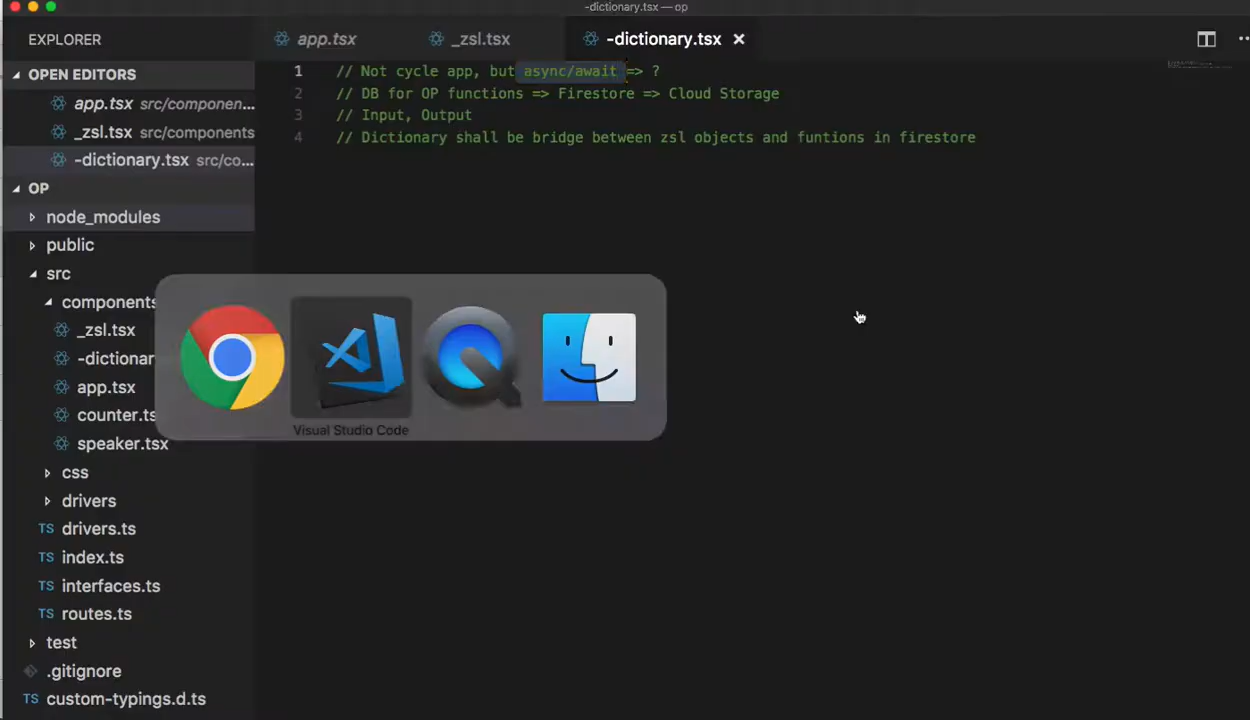 -dictionary.tsx — op
EXPLORER
app.tsx
_zsl.tsx
-dictionary.tsx
OPEN EDITORS
app.tsx src/componen...
_zsl.tsx src/components
-dictionary.tsx src/co...
OP
node_modules
public
src
components
_zsl.tsx
-dictionar
app.tsx
counter.ts
speaker.tsx
css
drivers
TS drivers.ts
TS index.ts
TS interfaces.ts
TS routes.ts
test
.gitignore
TS custom-typings.d.ts
1 // Not cycle app, but async/await => ?
2 // DB for OP functions => Firestore => Cloud Storage
3 // Input, Output
4 // Dictionary shall be bridge between zsl objects and funtions in firestore
Visual Studio Code